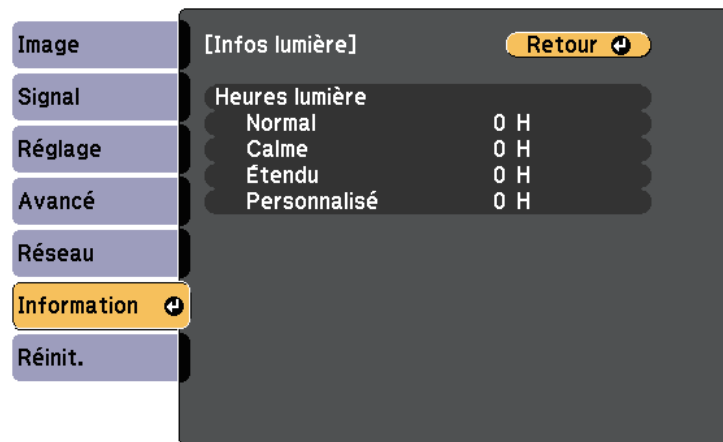 Image
Signal
Réglage
Avancé
Réseau
Information
Réinit.
[Infos lumière] Retour
Heures lumière
Normal 0 H
Calme 0 H
Étendu 0 H
Personnalisé 0 H